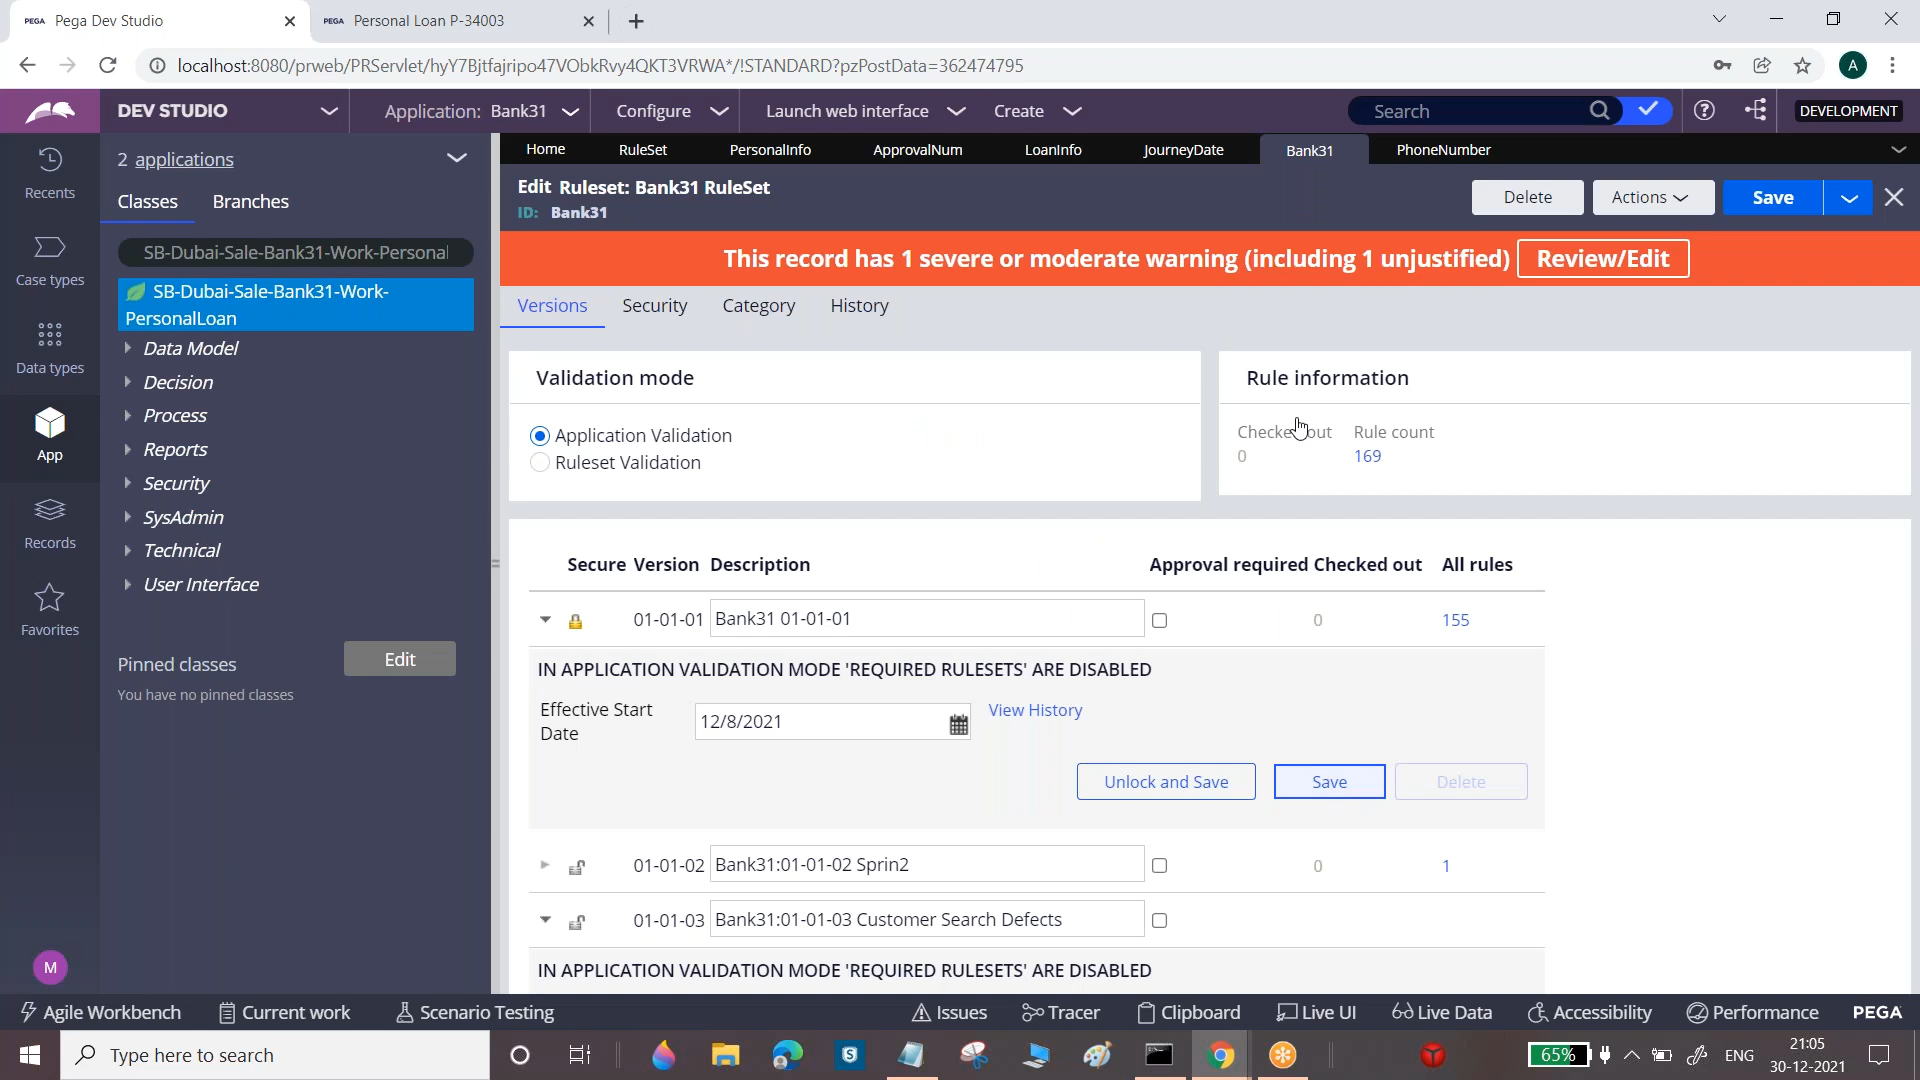 PEGA Pega Dev Studio
PEGA Personal Loan P-34003
localhost:8080/prweb/PRServlet/hyY7Bjtfajripo47VObkRvy4QKT3VRWA*/!STANDARD?pzPostData=362474795
A
DEV STUDIO
Application: Bank31
Configure
Launch web interface
Create
Search
DEVELOPMENT
Recents
Case types
Data types
App
Records
Favorites
M
2 applications
Classes
Branches
SB-Dubai-Sale-Bank31-Work-Personal
SB-Dubai-Sale-Bank31-Work-
PersonalLoan
Data Model
Decision
Process
Reports
Security
SysAdmin
Technical
User Interface
Pinned classes
Edit
You have no pinned classes
Home
RuleSet
PersonalInfo
ApprovalNum
LoanInfo
JourneyDate
Bank31
PhoneNumber
Edit Ruleset: Bank31 RuleSet
ID: Bank31
Delete
Actions
Save
This record has 1 severe or moderate warning (including 1 unjustified)
Review/Edit
Versions
Security
Category
History
Validation mode
Application Validation
Ruleset Validation
Rule information
Checked out Rule count
0 169
Secure Version Description Approval required Checked out All rules
01-01-01 Bank31 01-01-01 0 155
IN APPLICATION VALIDATION MODE 'REQUIRED RULESETS' ARE DISABLED
Effective Start
Date
12/8/2021
View History
Unlock and Save
Save
Delete
01-01-02 Bank31:01-01-02 Sprin2 0 1
01-01-03 Bank31:01-01-03 Customer Search Defects
IN APPLICATION VALIDATION MODE 'REQUIRED RULESETS' ARE DISABLED
Agile Workbench
Current work
Scenario Testing
Issues
Tracer
Clipboard
Live UI
Live Data
Accessibility
Performance
PEGA
Type here to search
65%
ENG
21:05
30-12-2021